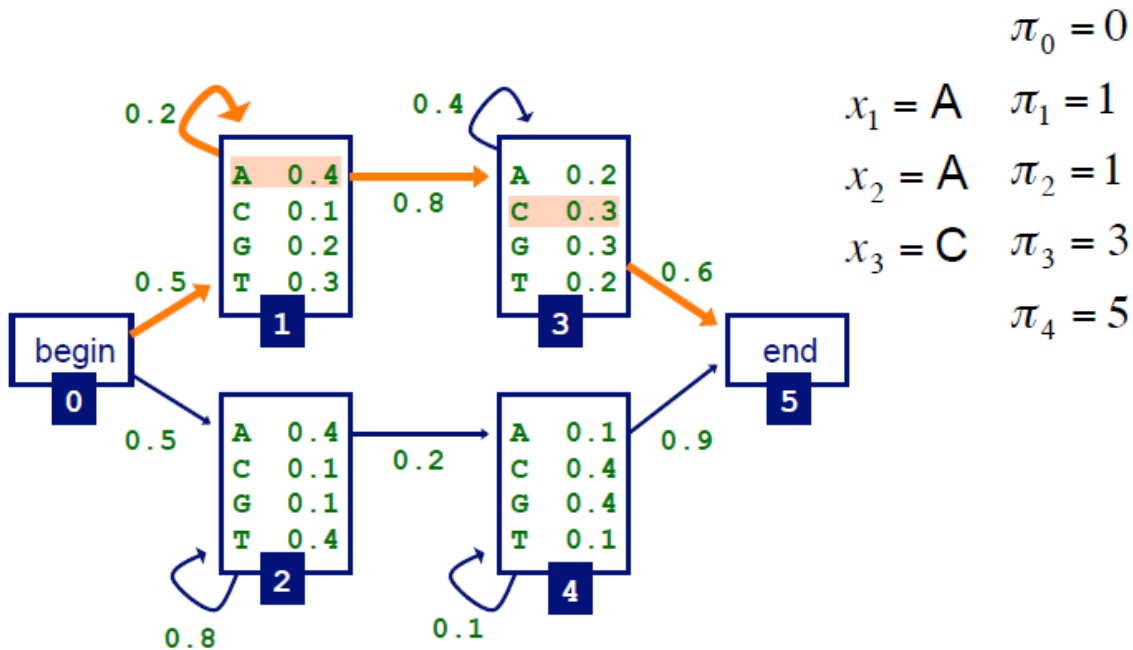 π₀ = 0
x₁ = A π₁ = 1
x₂ = A π₂ = 1
x₃ = C π₃ = 3
π₄ = 5
0.2
0.4
A 0.4
C 0.1
G 0.2
T 0.3
1
0.8
A 0.2
C 0.3
G 0.3
T 0.2
3
0.5
0.6
begin
0
end
5
0.5
A 0.4
C 0.1
G 0.1
T 0.4
2
0.2
A 0.1
C 0.4
G 0.4
T 0.1
4
0.9
0.8
0.1